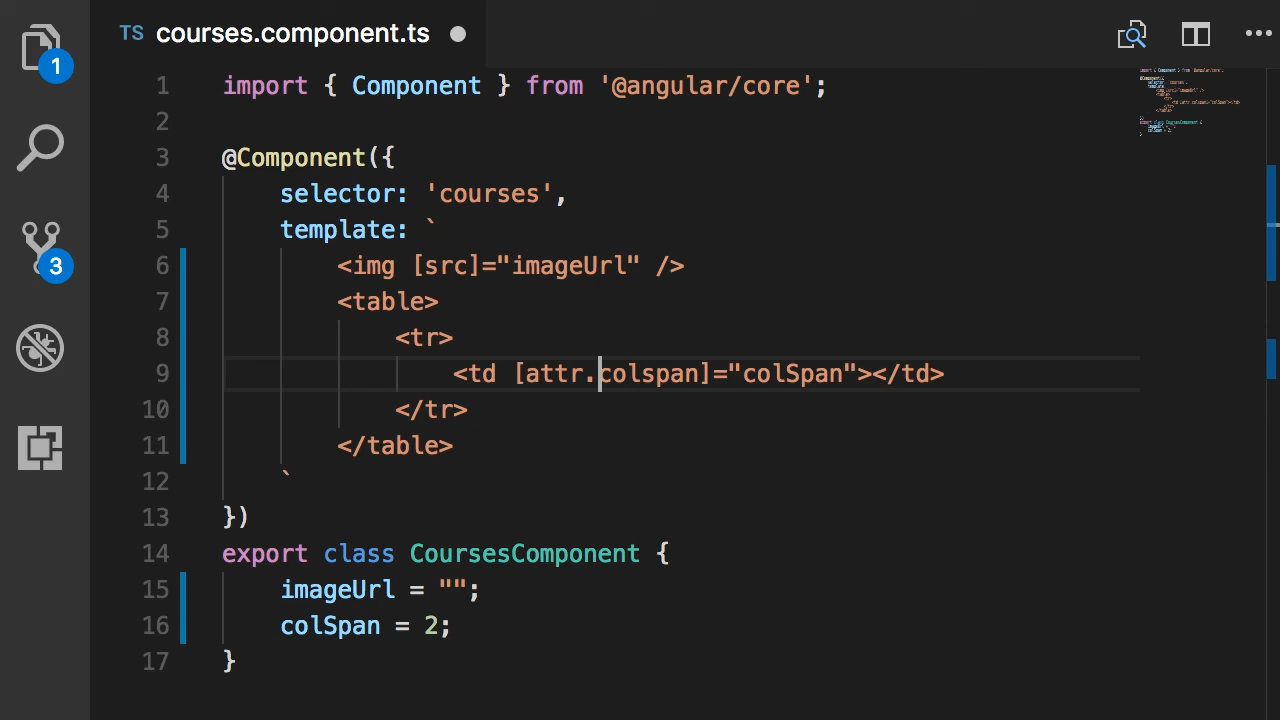 TS courses.component.ts
1 import { Component } from '@angular/core';
2
3 @Component({
4     selector: 'courses',
5     template: `
6         <img [src]="imageUrl" />
7         <table>
8             <tr>
9                 <td [attr.colspan]="colSpan"></td>
10             </tr>
11         </table>
12     `
13 })
14 export class CoursesComponent {
15     imageUrl = "";
16     colSpan = 2;
17 }
1
3